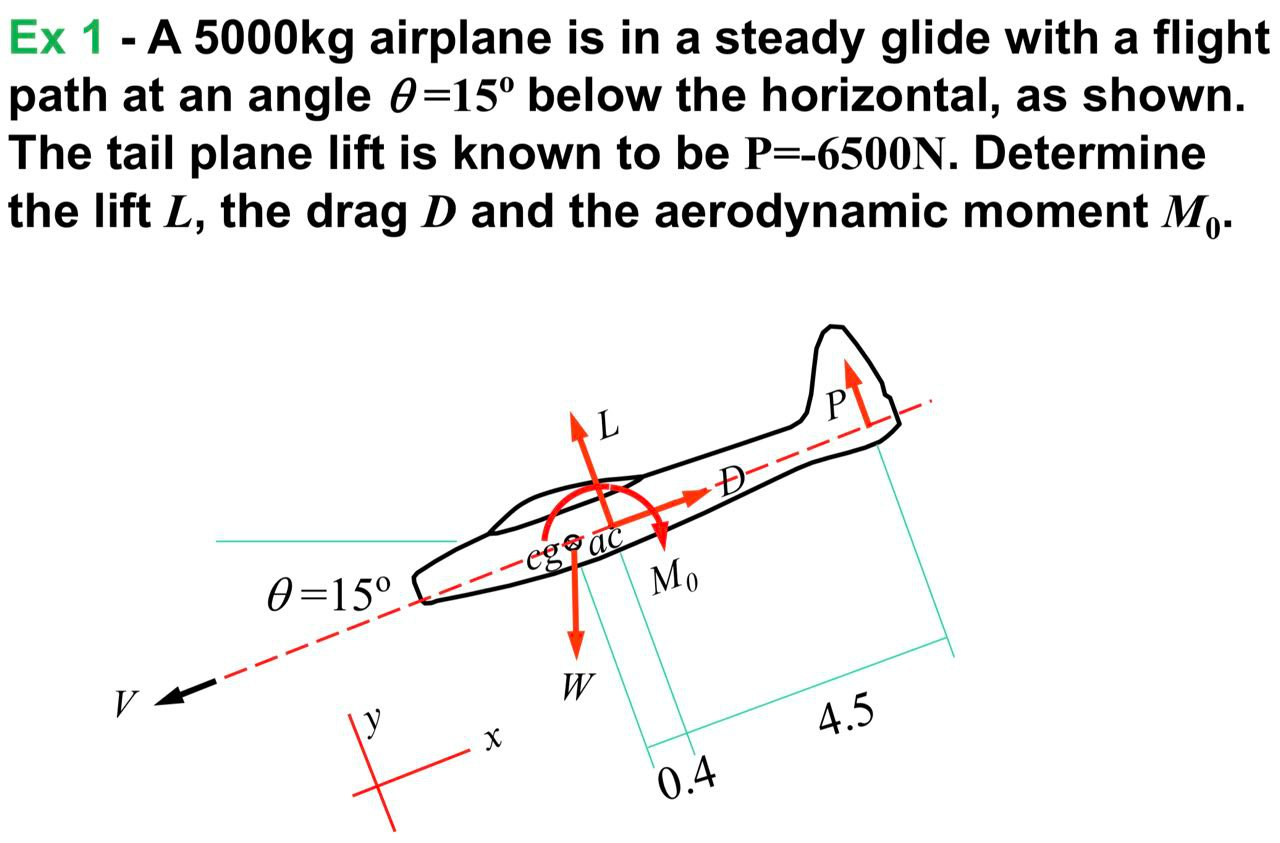 Ex 1 - A 5000kg airplane is in a steady glide with a flight
path at an angle θ=15º below the horizontal, as shown.
The tail plane lift is known to be P=-6500N. Determine
the lift L, the drag D and the aerodynamic moment M₀.
L
P
D
cg ac
M₀
θ=15º
W
V
y
x
4.5
0.4